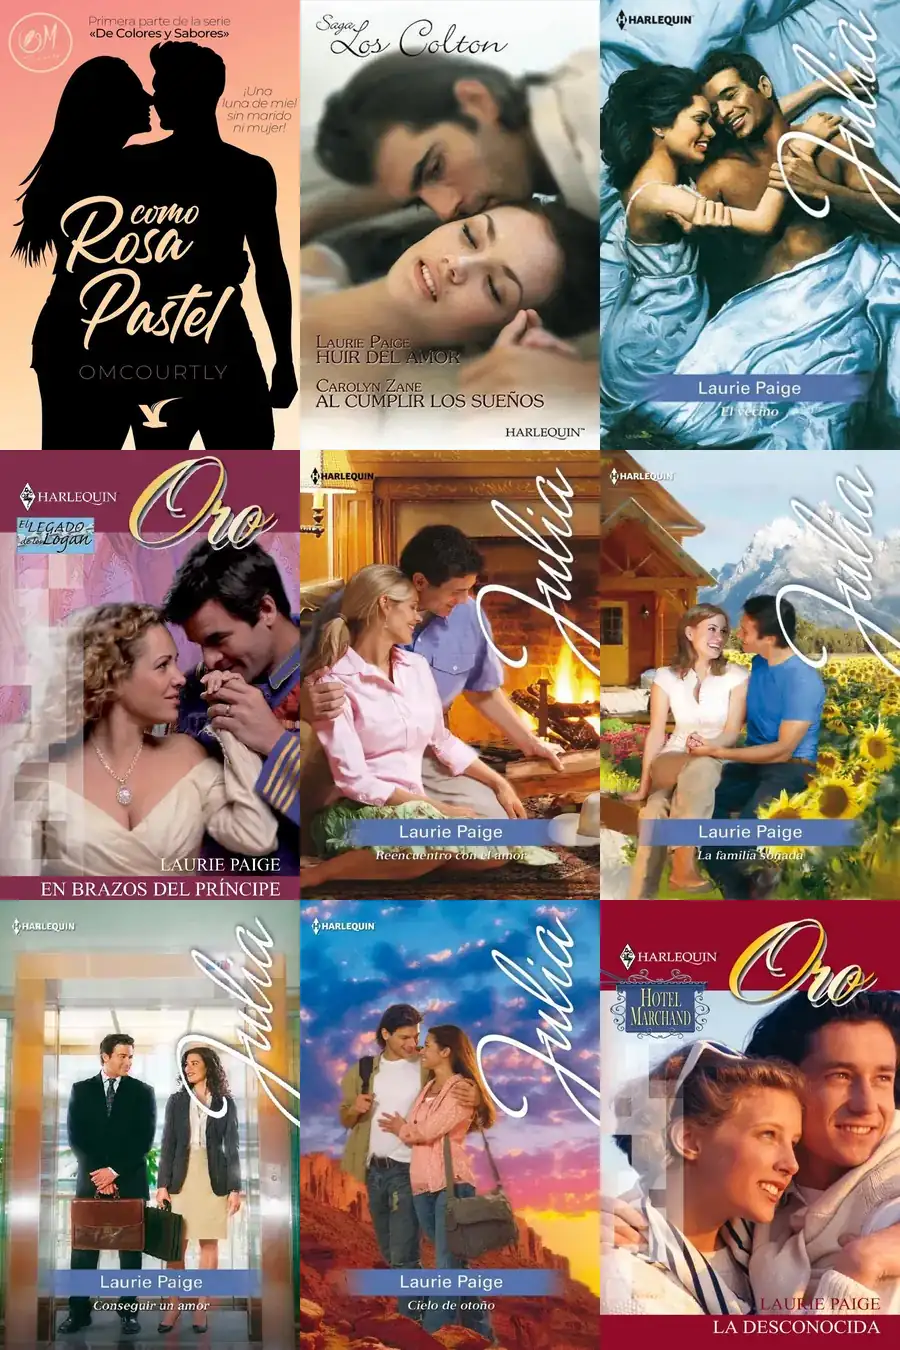 OM
Primera parte de la serie
«De Colores y Sabores»
¡Una
luna de miel
sin marido
ni mujer!
como
Rosa
Pastel
OMCOURTLY
Saga
Los Colton
LAURIE PAIGE
HUIR DEL AMOR
CAROLYN ZANE
AL CUMPLIR LOS SUEÑOS
HARLEQUIN™
HARLEQUIN
Julia
Laurie Paige
El vecino
HARLEQUIN
Oro
El LEGADO
de los Logan
LAURIE PAIGE
EN BRAZOS DEL PRÍNCIPE
HARLEQUIN
Julia
Laurie Paige
Reencuentro con el amor
HARLEQUIN
Julia
Laurie Paige
La familia soñada
HARLEQUIN
Julia
Laurie Paige
Conseguir un amor
HARLEQUIN
Julia
Laurie Paige
Cielo de otoño
HARLEQUIN
Oro
HOTEL
MARCHAND
LAURIE PAIGE
LA DESCONOCIDA